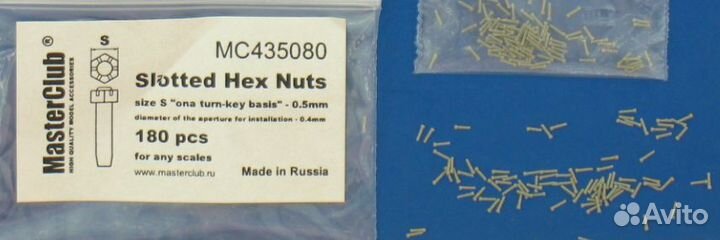 MasterClub®
HIGH QUALITY MODEL ACCESSORIES
S
MC435080
Slotted Hex Nuts
size S "ona turn-key basis" - 0.5mm
diameter of the aperture for installation - 0.4mm
180 pcs
for any scales
www.masterclub.ru
Made in Russia
Avito